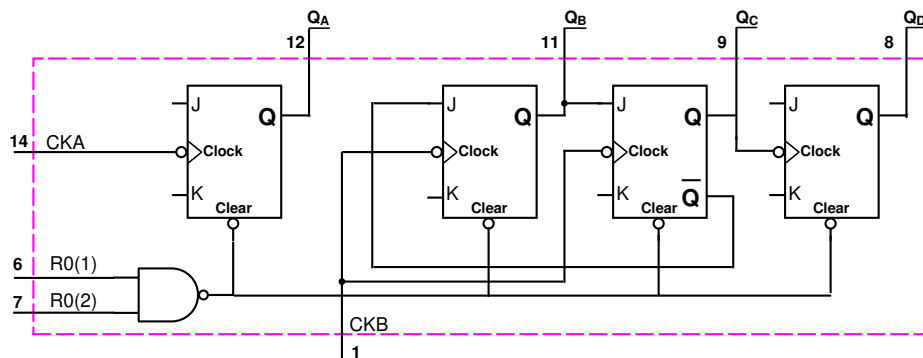 QA QB QC QD
12 11 9 8
J Q J Q J Q J Q
14 CKA Clock Clock Clock Clock
K K K Q K
Clear Clear Clear Clear
6 R0(1)
7 R0(2)
CKB
1